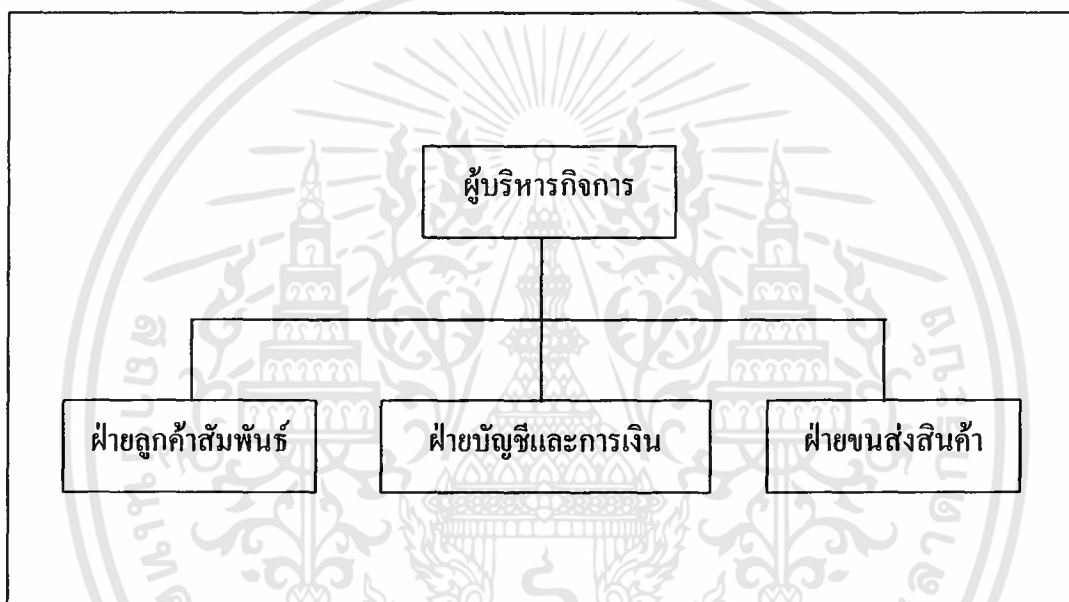 ผู้บริหารกิจการ
ฝ่ายลูกค้าสัมพันธ์
ฝ่ายบัญชีและการเงิน
ฝ่ายขนส่งสินค้า